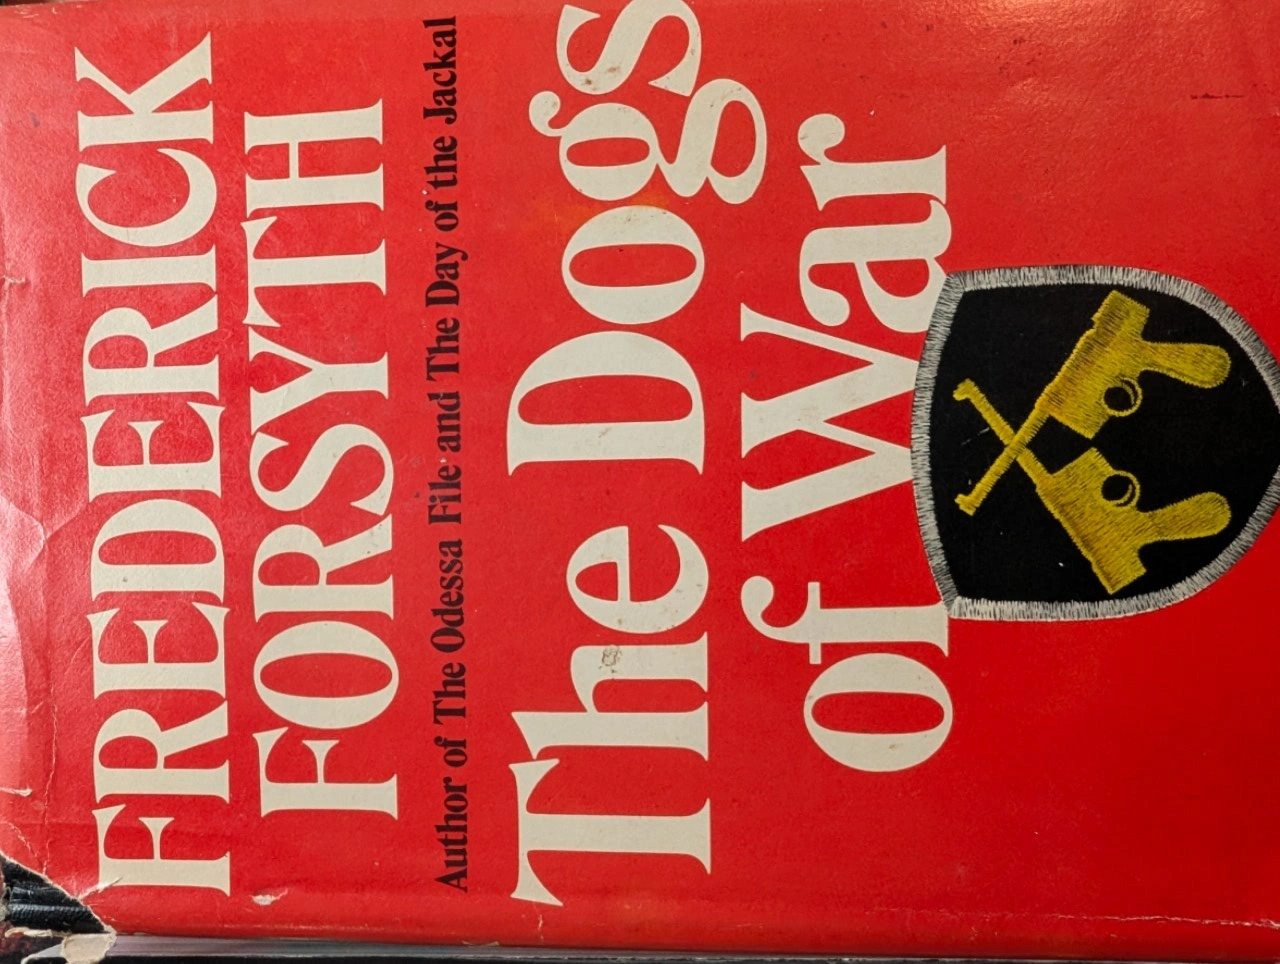 FREDERICK
FORSYTH
Author of The Odessa File and The Day of the Jackal
The Dogs
of War